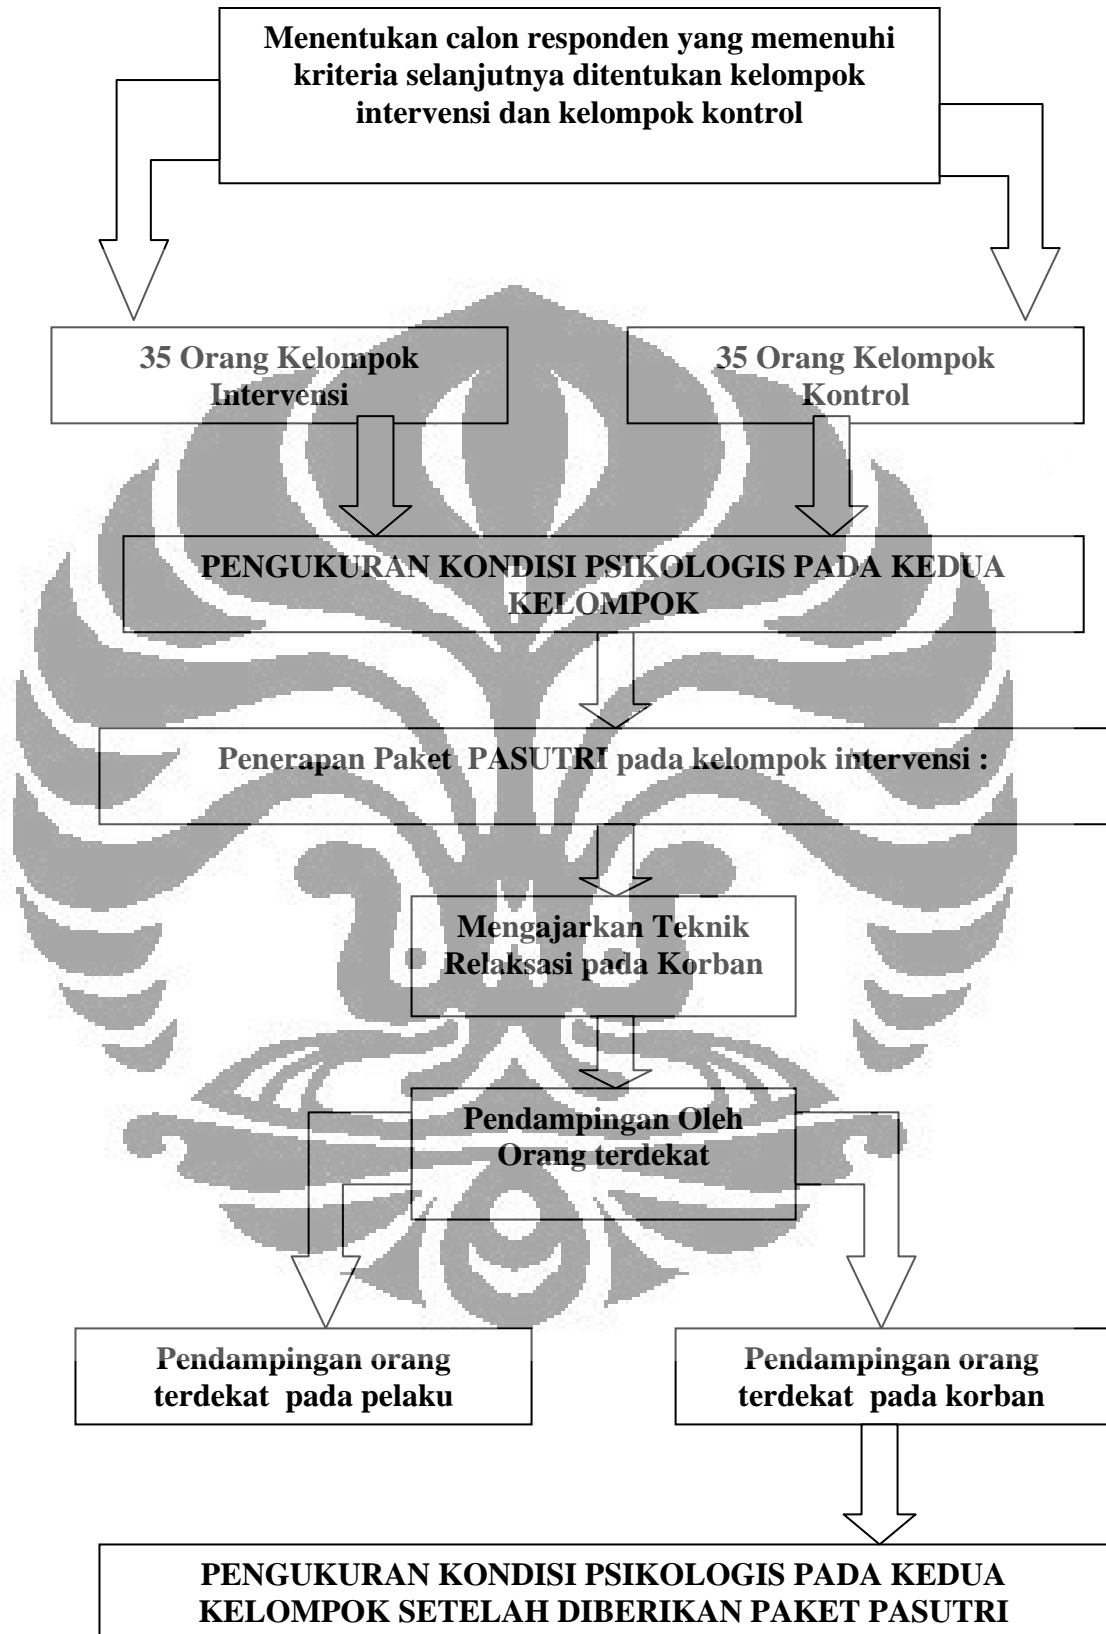 Menentukan calon responden yang memenuhi
kriteria selanjutnya ditentukan kelompok
intervensi dan kelompok kontrol
35 Orang Kelompok
Intervensi
35 Orang Kelompok
Kontrol
PENGUKURAN KONDISI PSIKOLOGIS PADA KEDUA
KELOMPOK
Penerapan Paket PASUTRI pada kelompok intervensi :
Mengajarkan Teknik
Relaksasi pada Korban
Pendampingan Oleh
Orang terdekat
Pendampingan orang
terdekat pada pelaku
Pendampingan orang
terdekat pada korban
PENGUKURAN KONDISI PSIKOLOGIS PADA KEDUA
KELOMPOK SETELAH DIBERIKAN PAKET PASUTRI